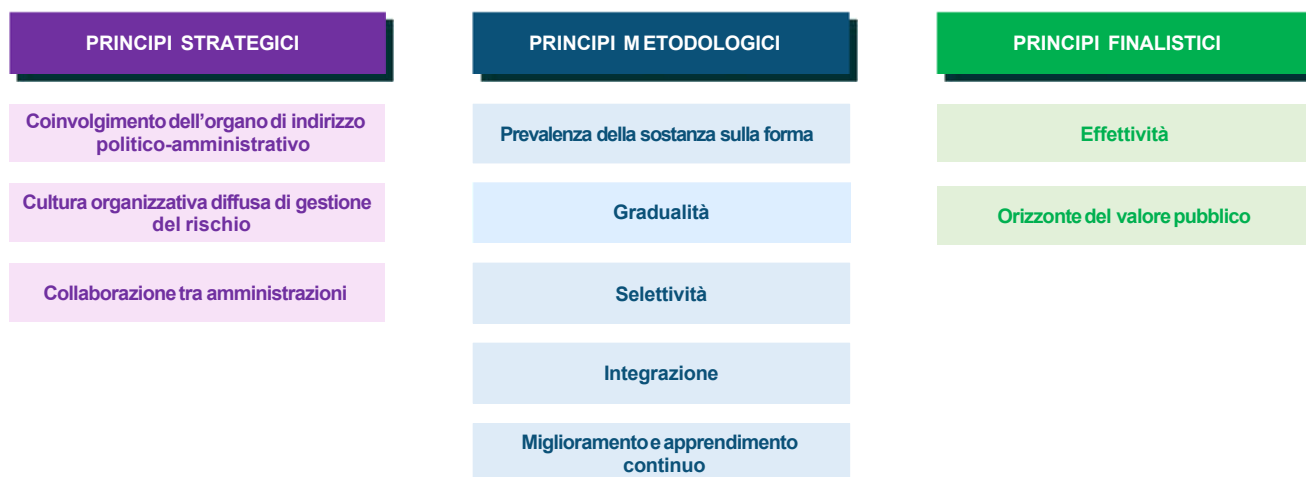 PRINCIPI STRATEGICI
Coinvolgimento dell’organo di indirizzo
politico-amministrativo
Cultura organizzativa diffusa di gestione
del rischio
Collaborazione tra amministrazioni
PRINCIPI METODOLOGICI
Prevalenza della sostanza sulla forma
Gradualità
Selettività
Integrazione
Miglioramento e apprendimento
continuo
PRINCIPI FINALISTICI
Effettività
Orizzonte del valore pubblico